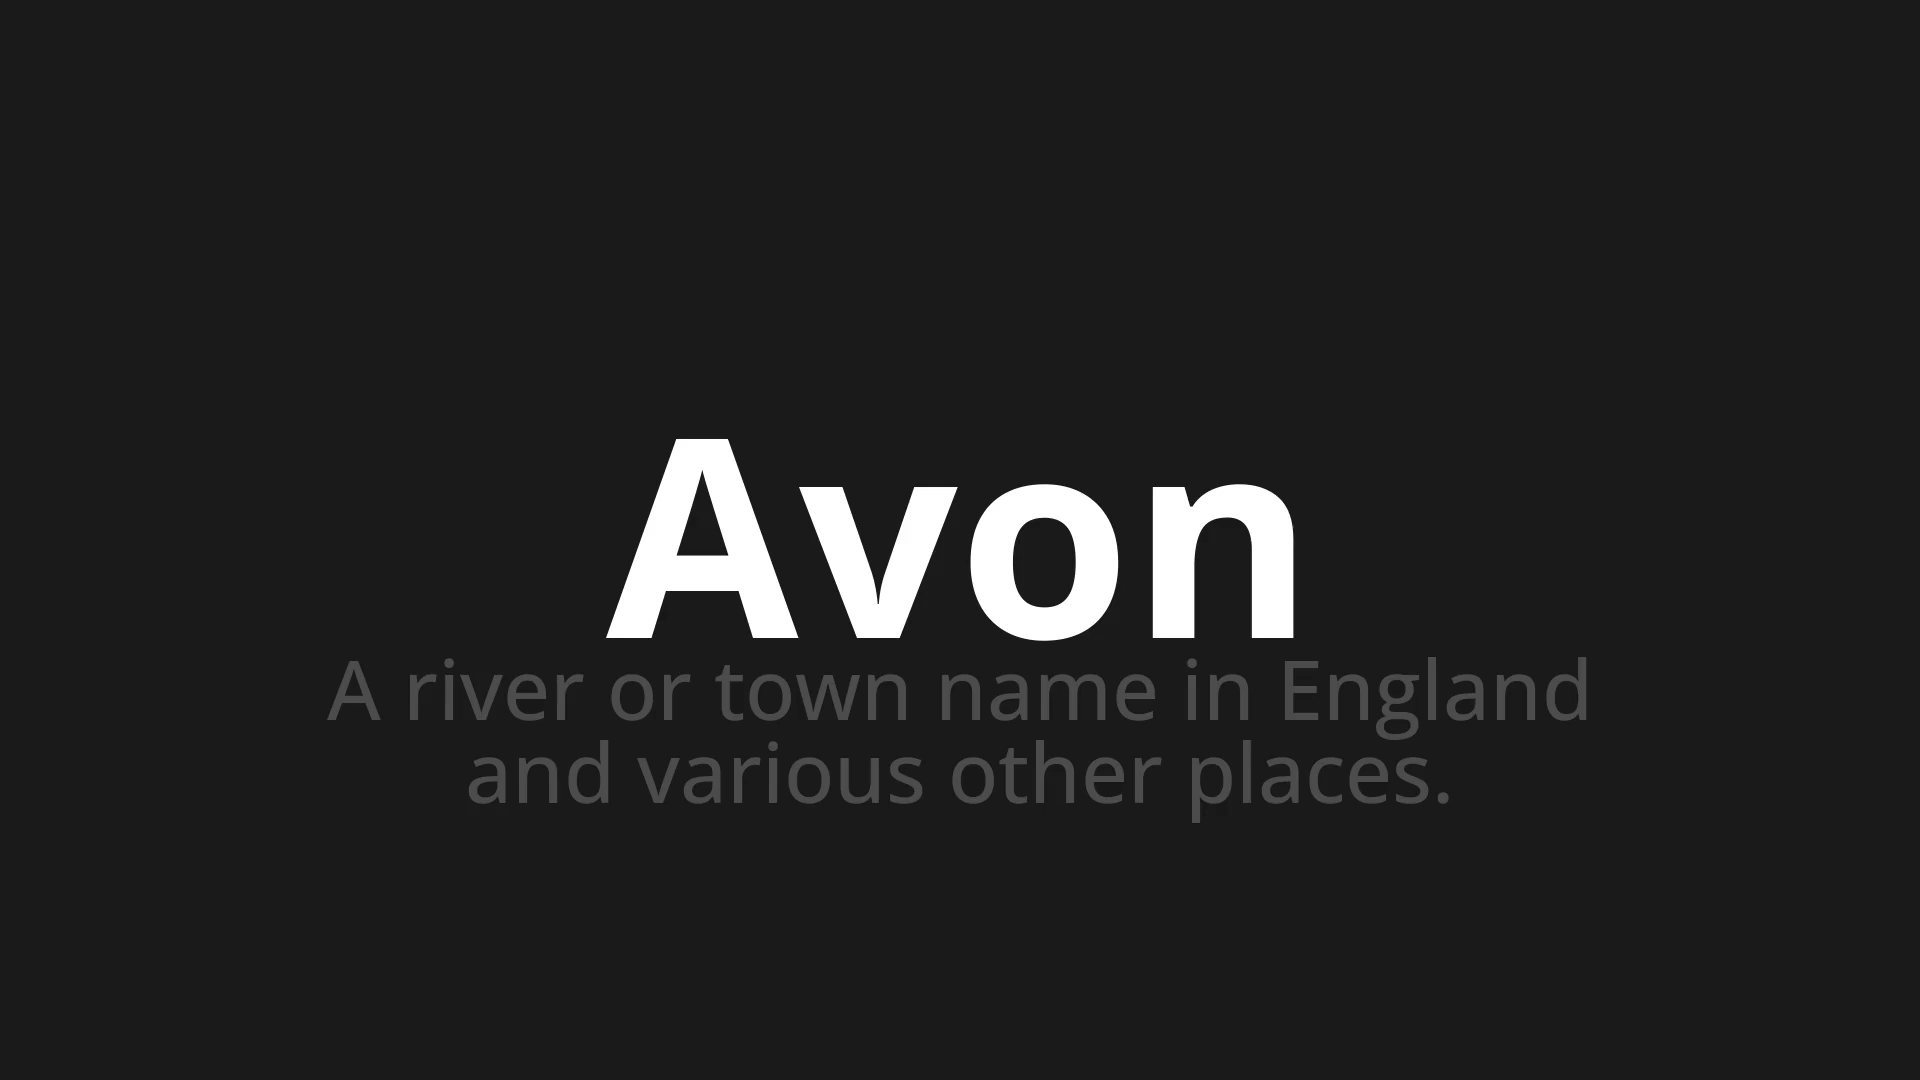 Avon
A river or town name in England
and various other places.